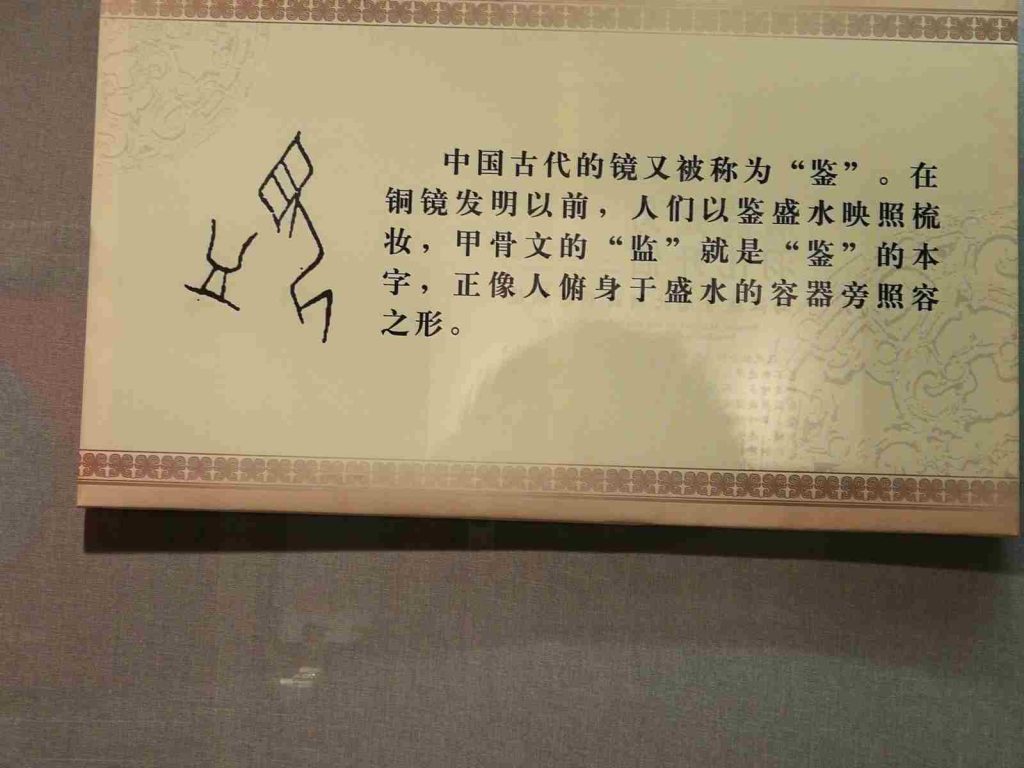 中国古代的镜又被称为“鉴”。在
铜镜发明以前，人们以鉴盛水映照梳
妆，甲骨文的“监”就是“鉴”的本
字，正像人俯身于盛水的容器旁照容
之形。